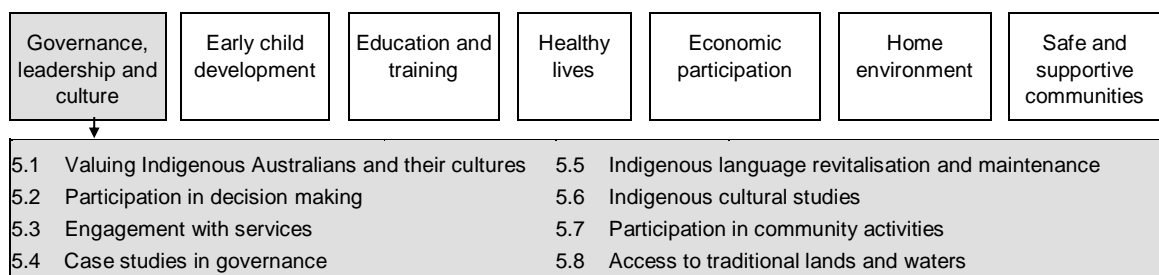 Governance,
leadership and
culture
Early child
development
Education and
training
Healthy
lives
Economic
participation
Home
environment
Safe and
supportive
communities
5.1 Valuing Indigenous Australians and their cultures
5.2 Participation in decision making
5.3 Engagement with services
5.4 Case studies in governance
5.5 Indigenous language revitalisation and maintenance
5.6 Indigenous cultural studies
5.7 Participation in community activities
5.8 Access to traditional lands and waters